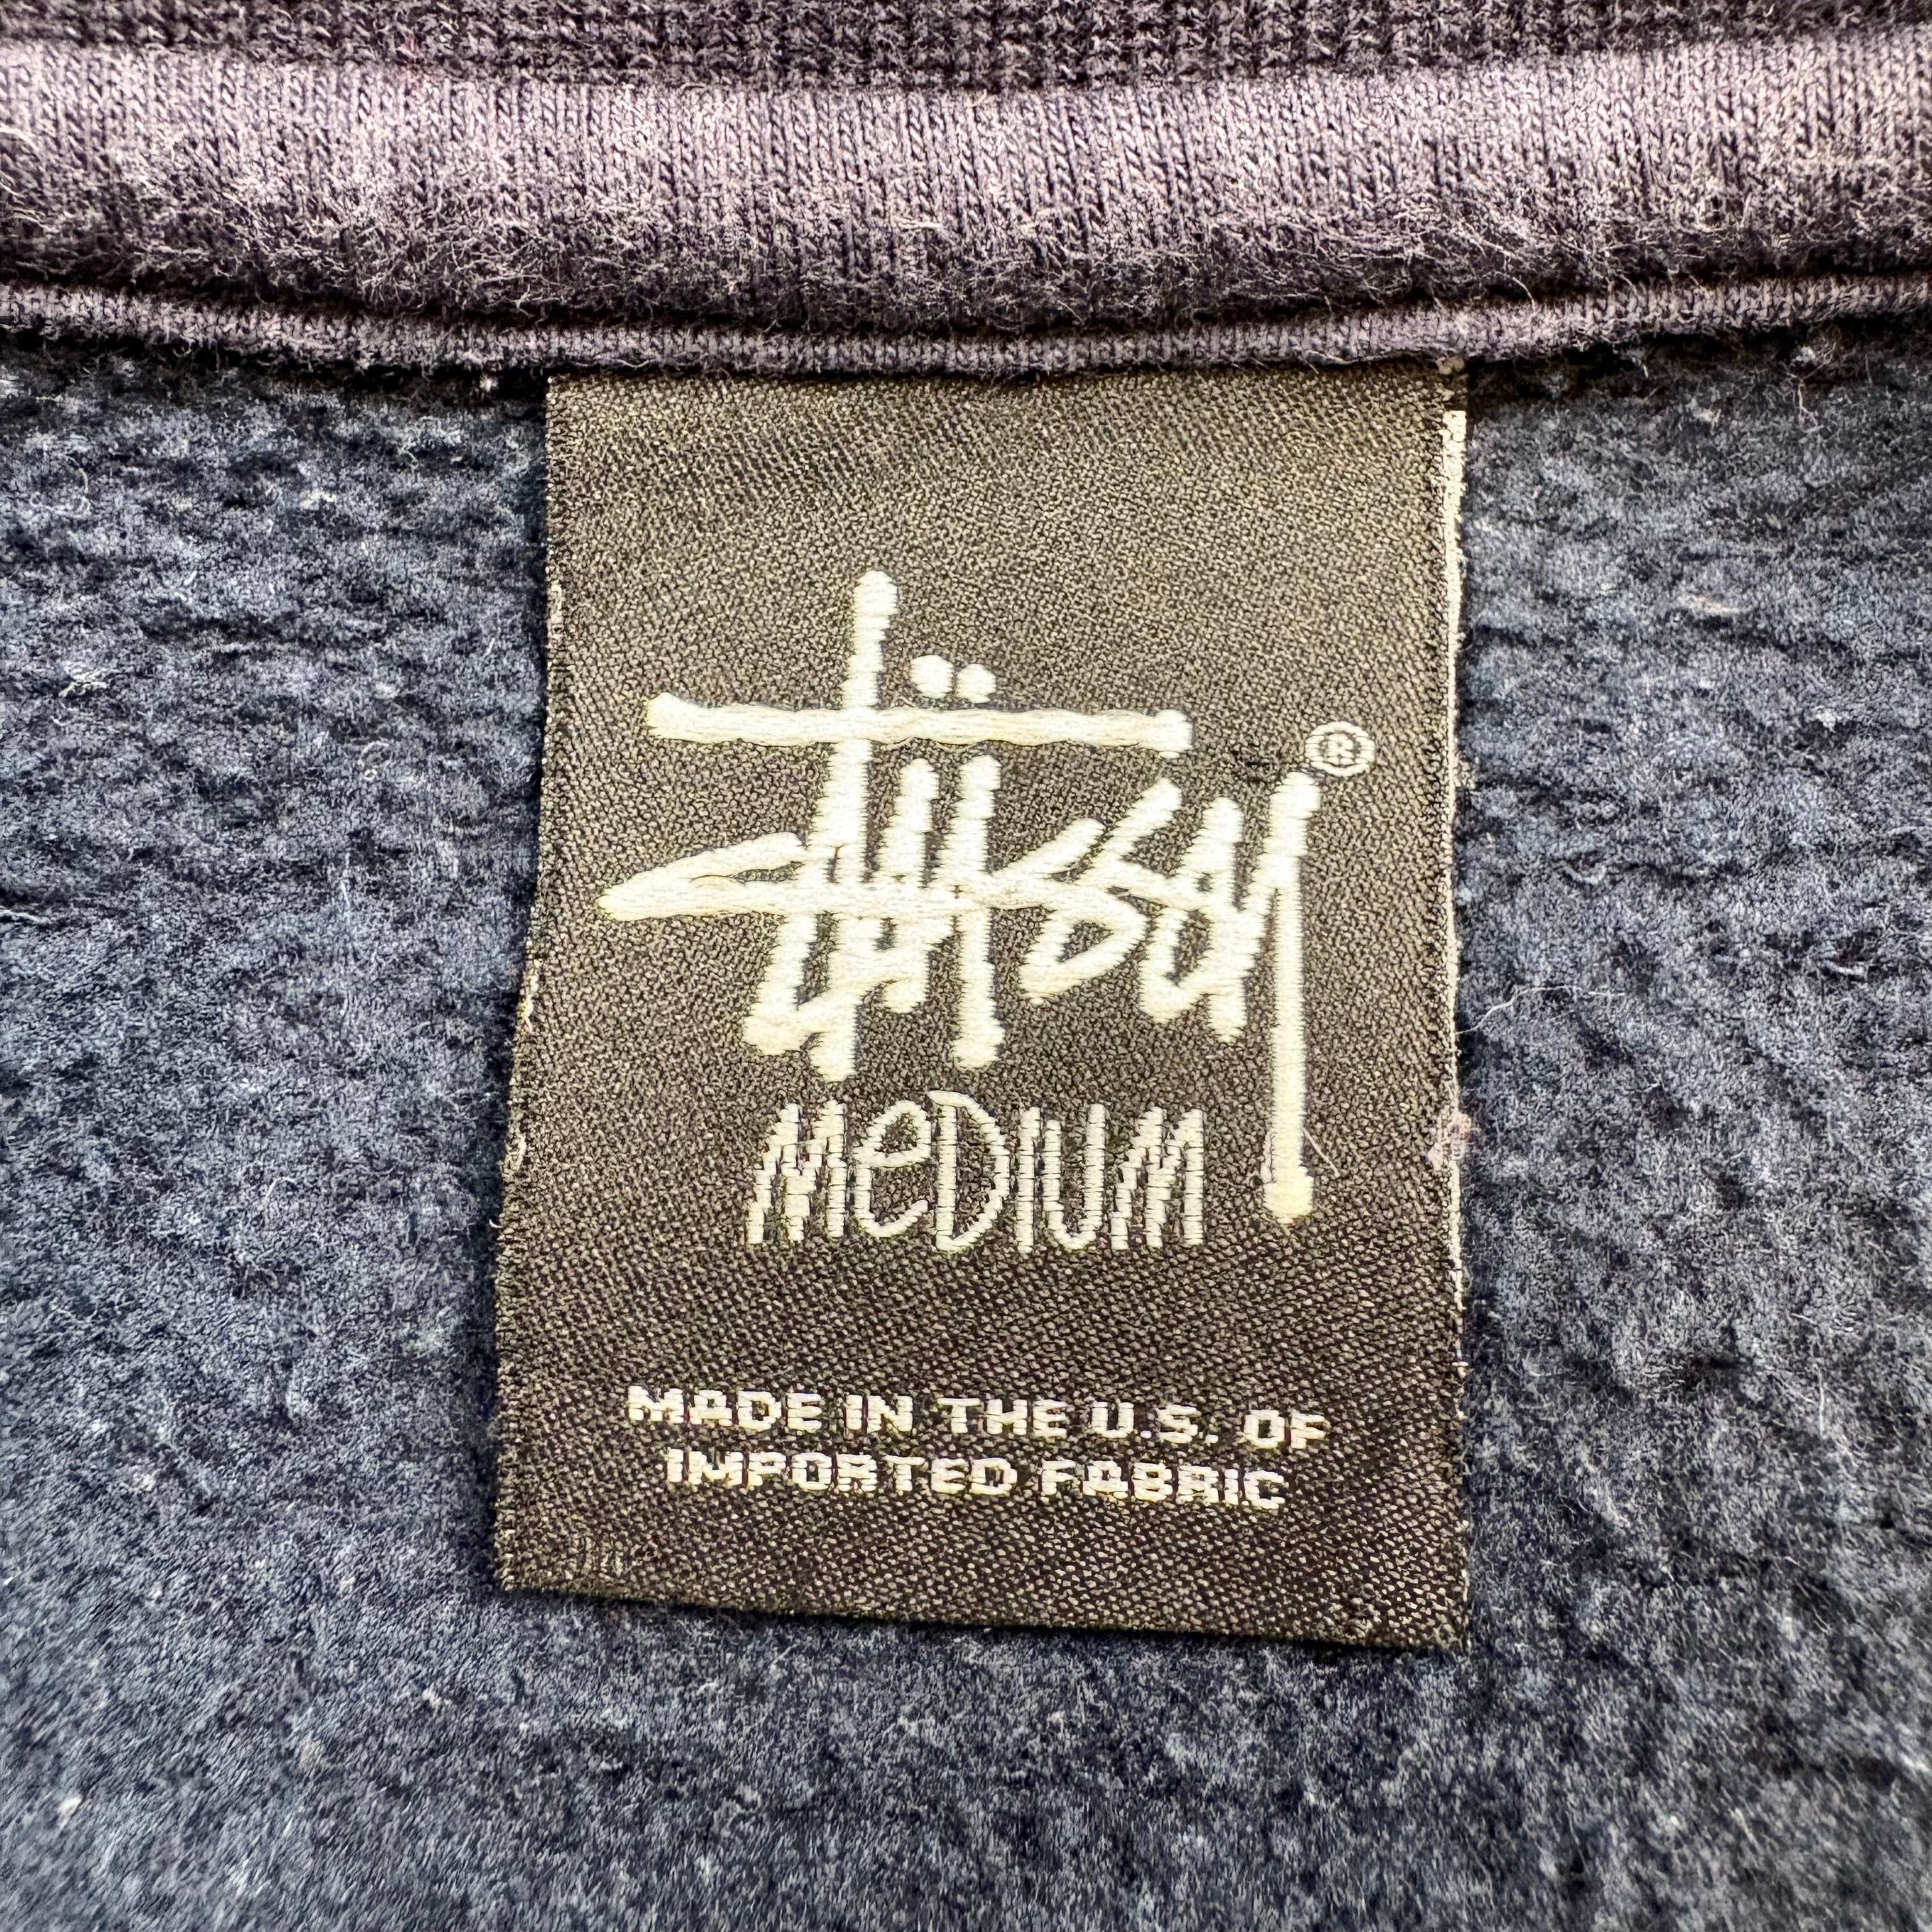 Stüssy ®
MEDIUM
MADE IN THE U.S. OF
IMPORTED FABRIC